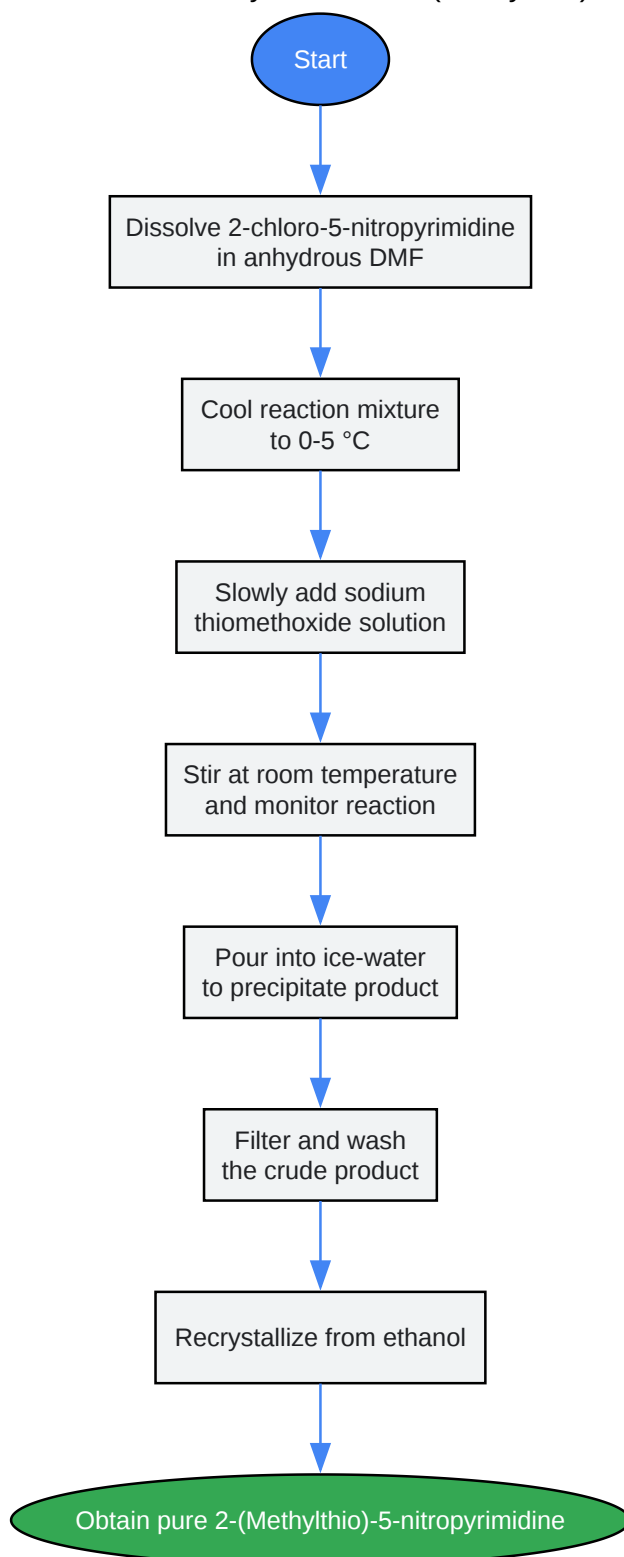 Start
Dissolve 2-chloro-5-nitropyrimidine
in anhydrous DMF
Cool reaction mixture
to 0-5 °C
Slowly add sodium
thiomethoxide solution
Stir at room temperature
and monitor reaction
Pour into ice-water
to precipitate product
Filter and wash
the crude product
Recrystallize from ethanol
Obtain pure 2-(Methylthio)-5-nitropyrimidine